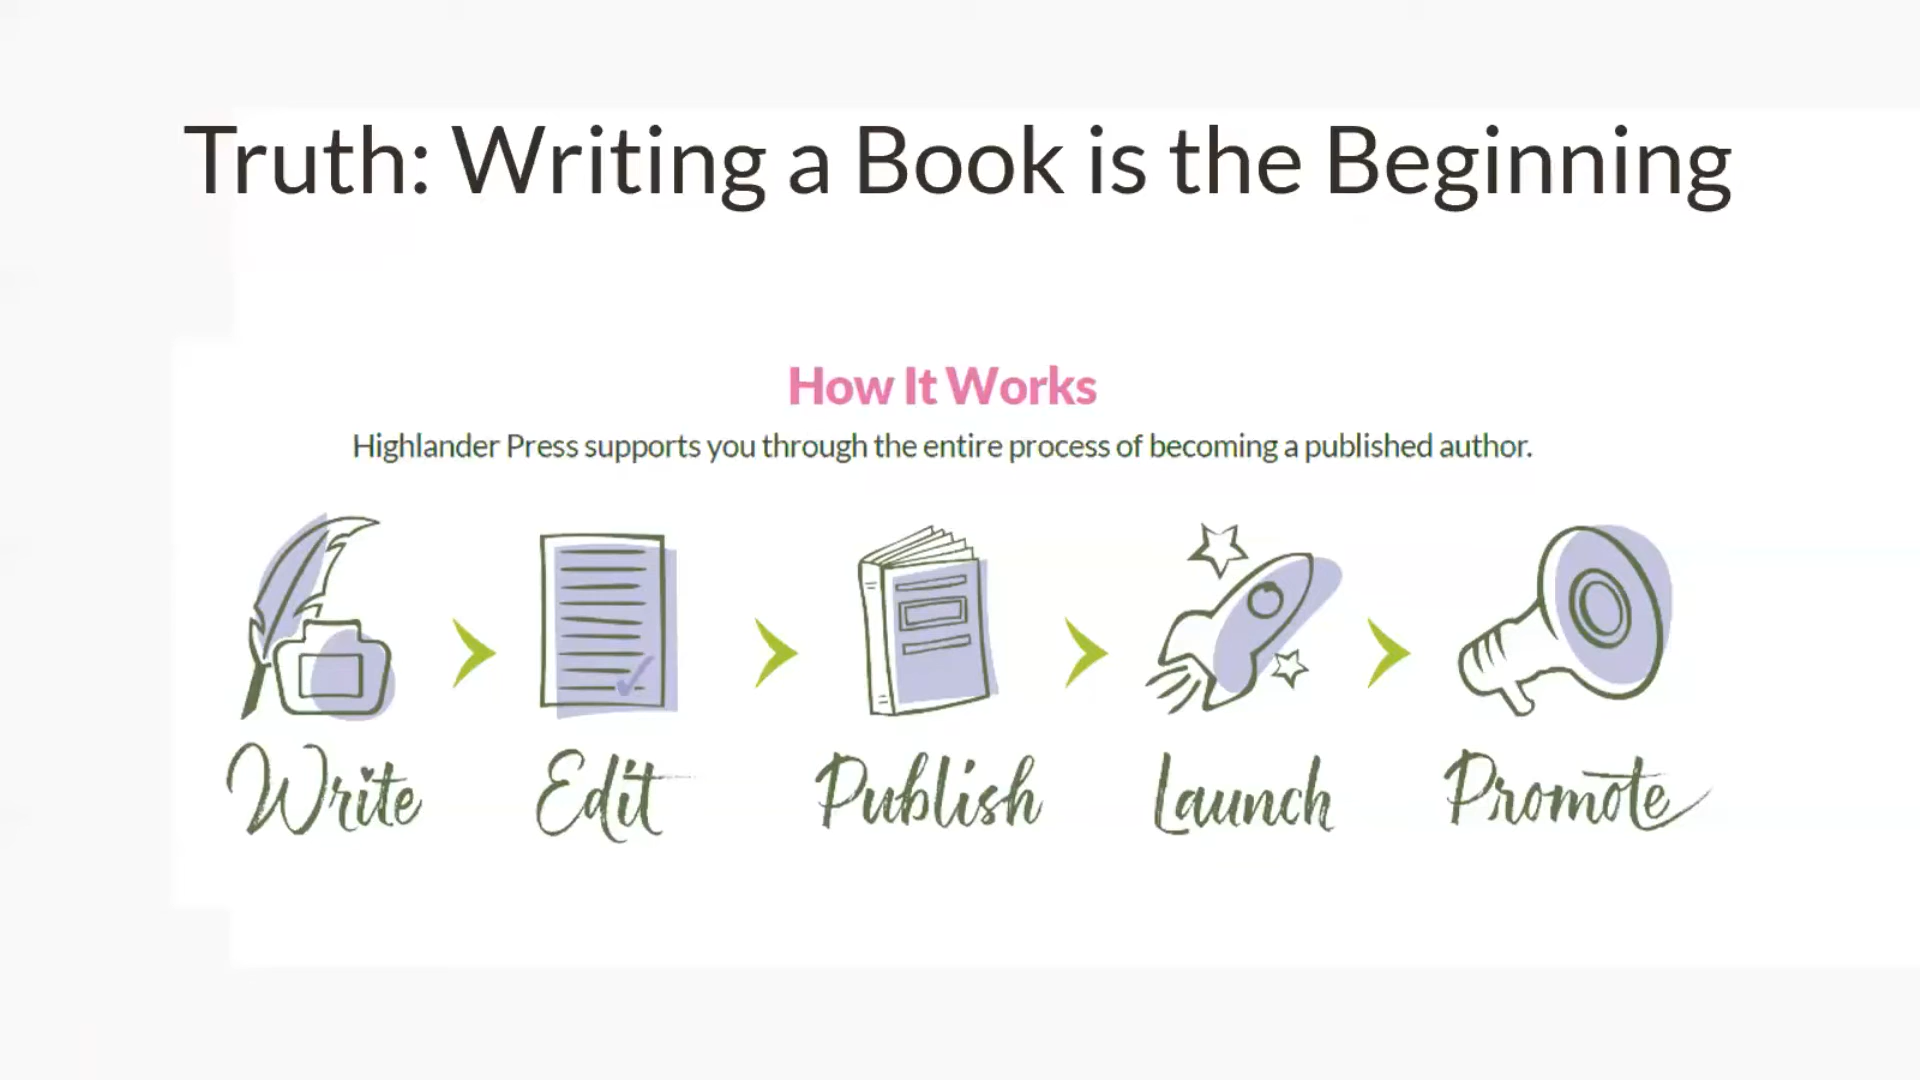 Truth: Writing a Book is the Beginning
How It Works
Highlander Press supports you through the entire process of becoming a published author.
Write > Edit > Publish > Launch > Promote